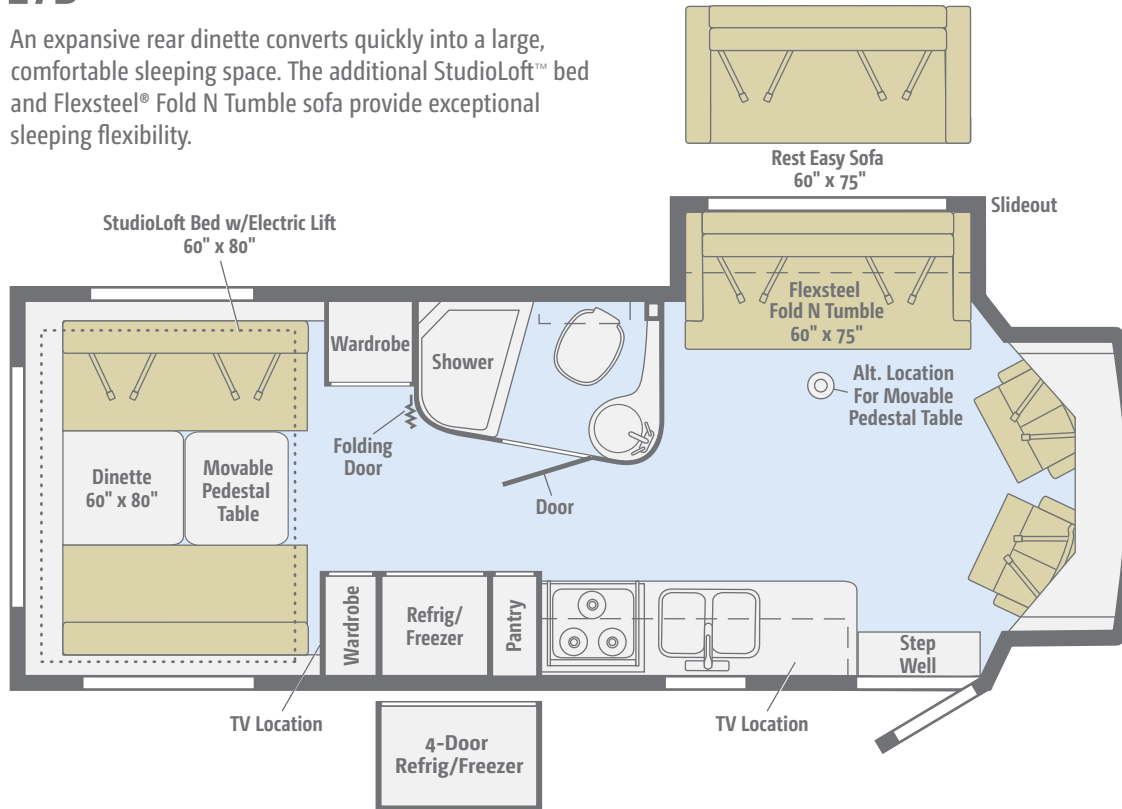 An expansive rear dinette converts quickly into a large,
comfortable sleeping space. The additional StudioLoft™ bed
and Flexsteel® Fold N Tumble sofa provide exceptional
sleeping flexibility.
Rest Easy Sofa
60" x 75"
Slideout
StudioLoft Bed w/Electric Lift
60" x 80"
Flexsteel
Fold N Tumble
60" x 75"
Wardrobe
Shower
Alt. Location
For Movable
Pedestal Table
Folding
Door
Dinette
60" x 80"
Movable
Pedestal
Table
Door
Wardrobe
Refrig/
Freezer
Pantry
Step
Well
TV Location
TV Location
4-Door
Refrig/Freezer